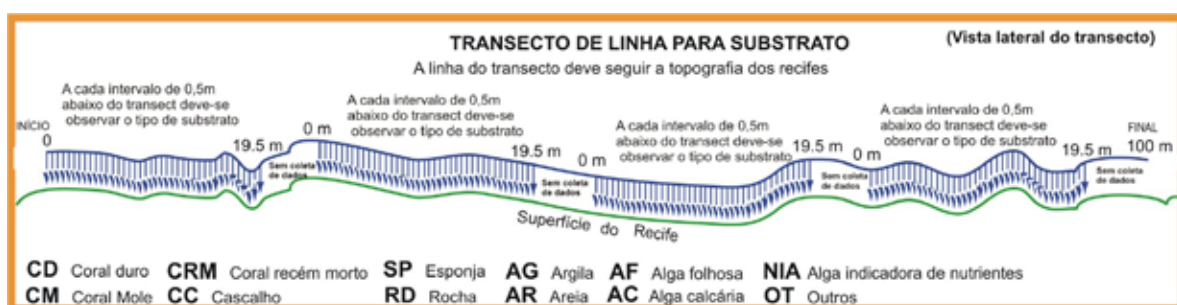 TRANSECTO DE LINHA PARA SUBSTRATO
(Vista lateral do transecto)
A linha do transecto deve seguir a topografia dos recifes
A cada intervalo de 0,5m
abaixo do transect deve-se
observar o tipo de substrato
INÍCIO
0
19.5 m
Sem coleta
de dados
0 m
A cada intervalo de 0,5m
abaixo do transect deve-se
observar o tipo de substrato
19.5 m
Sem coleta
de dados
0 m
A cada intervalo de 0,5m
abaixo do transect deve-se
observar o tipo de substrato
19.5 m
Sem coleta
de dados
0 m
A cada intervalo de 0,5m
abaixo do transect deve-se
observar o tipo de substrato
19.5 m
Sem coleta
de dados
FINAL
100 m
Superfície do Recife
CD Coral duro CRM Coral recém morto SP Esponja AG Argila AF Alga folhosa NIA Alga indicadora de nutrientes
CM Coral Mole CC Cascalho RD Rocha AR Areia AC Alga calcária OT Outros